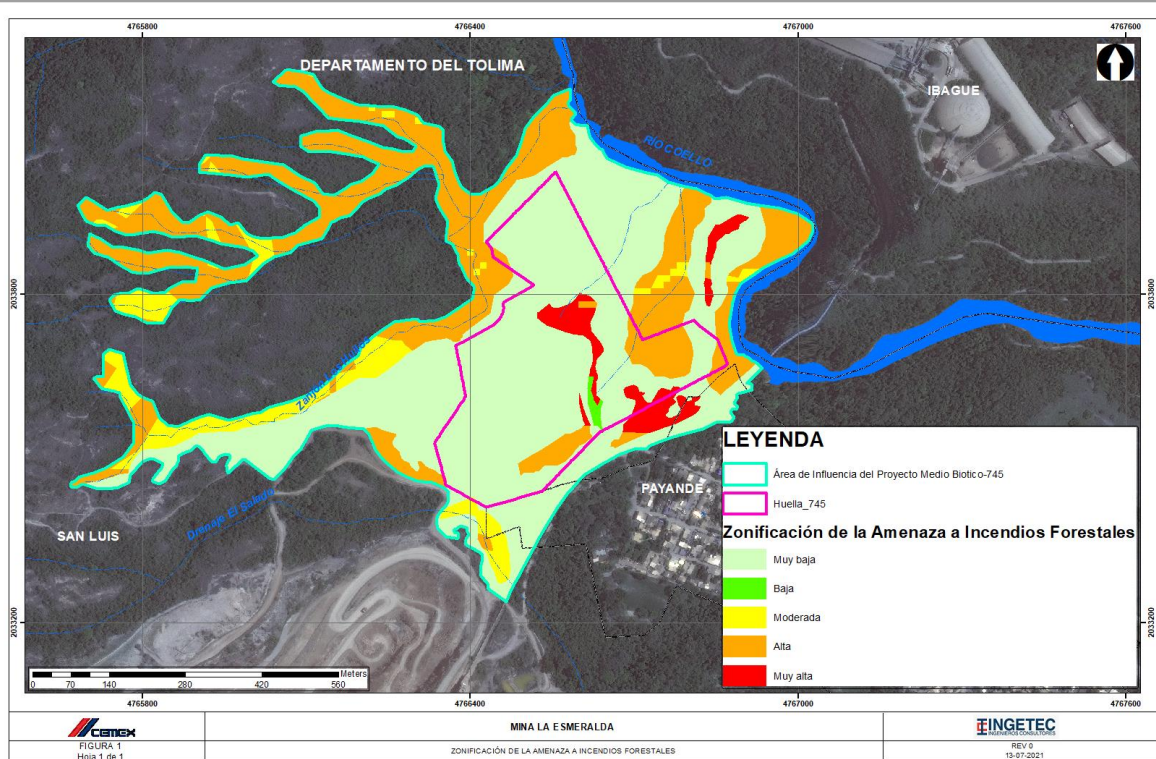 4765800
4766400
4767000
4767600
DEPARTAMENTO DEL TOLIMA
IBAGUE
RIO COELLO
2033800
2033800
PAYANDE
SAN LUIS
2033200
2033200
LEYENDA
Área de Influencia del Proyecto Medio Biotico-745
Huella_745
Zonificación de la Amenaza a Incendios Forestales
Muy baja
Baja
Moderada
Alta
Muy alta
Meters
0 70 140 280 420 560
4765800
4766400
4767000
4767600
CEMEX
FIGURA 1
Hoja 1 de 1
MINA LA ESMERALDA
ZONIFICACIÓN DE LA AMENAZA A INCENDIOS FORESTALES
INGETEC
INGENIEROS CONSULTORES
REV 0
13-07-2021